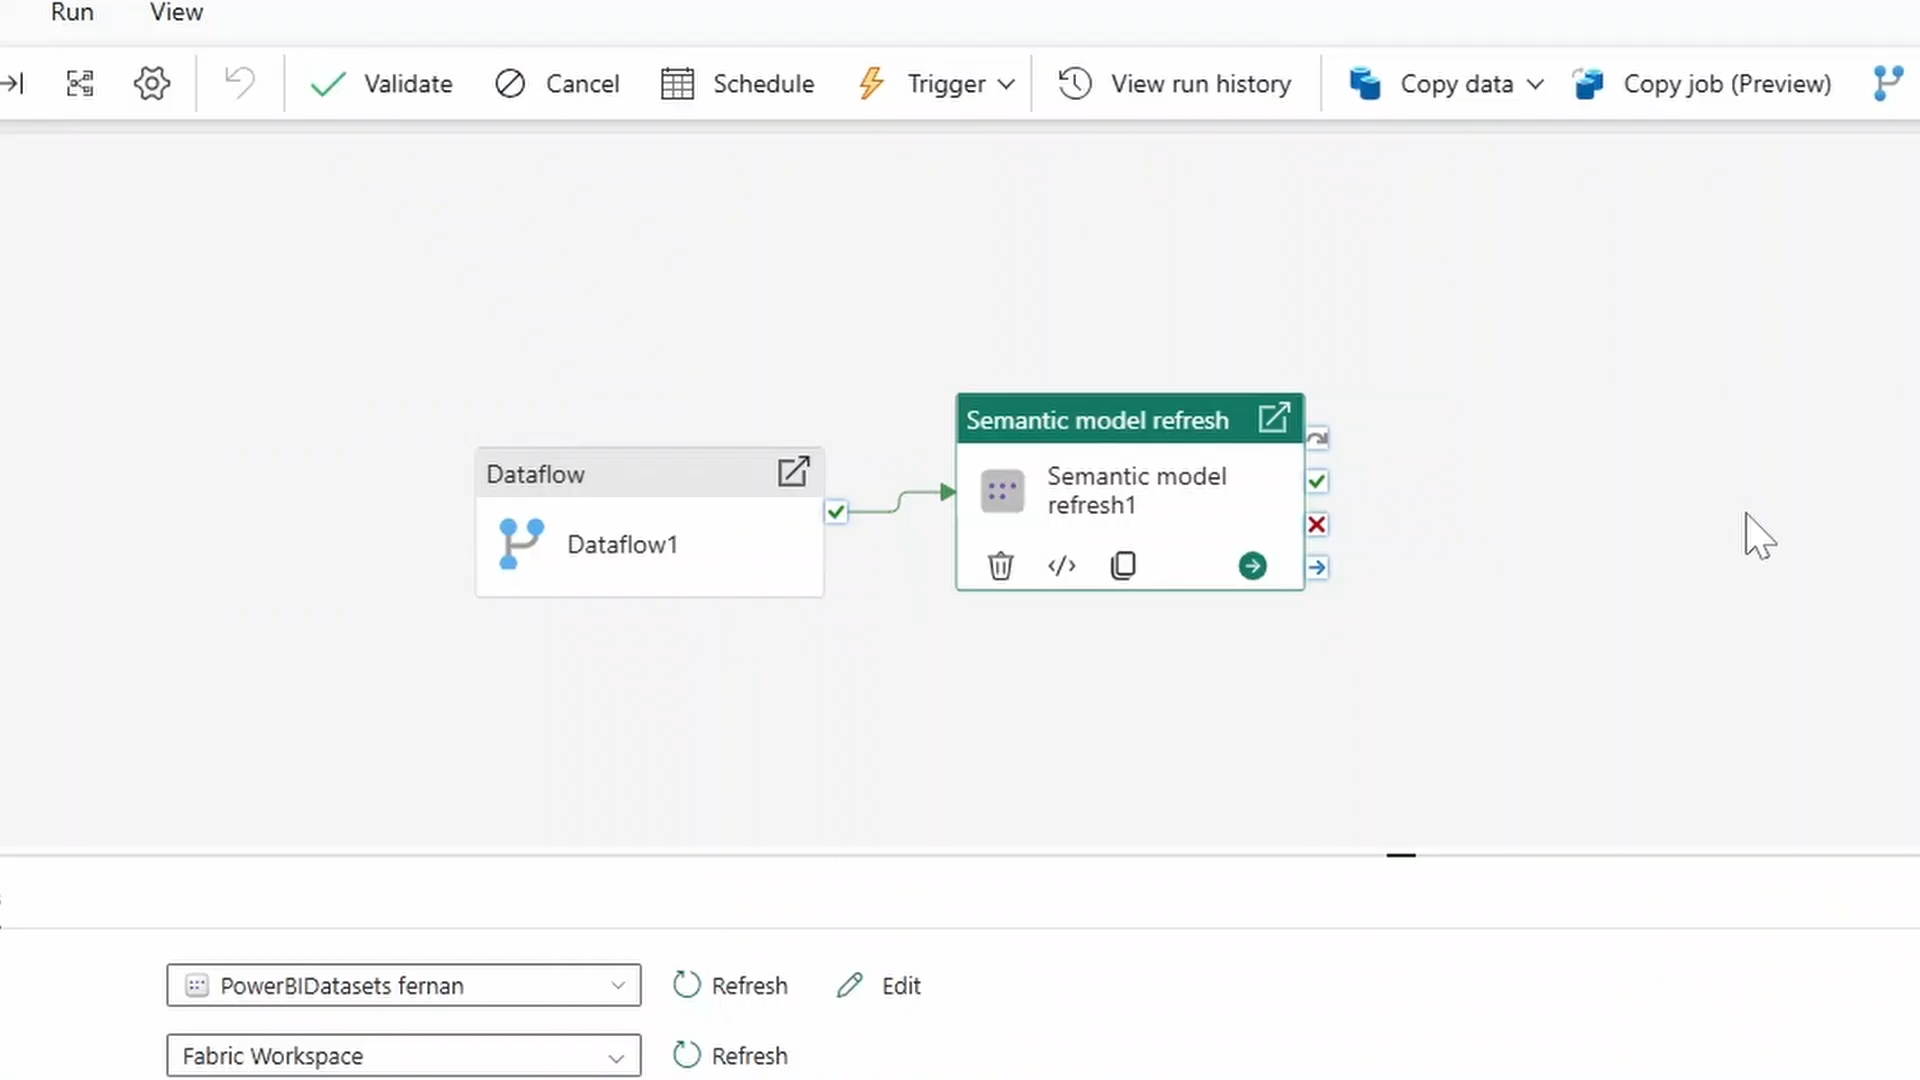 Run View
Validate Cancel Schedule Trigger View run history Copy data Copy job (Preview)
Semantic model refresh
Semantic model
refresh1
Dataflow
Dataflow1
PowerBIDatasets fernan Refresh Edit
Fabric Workspace Refresh